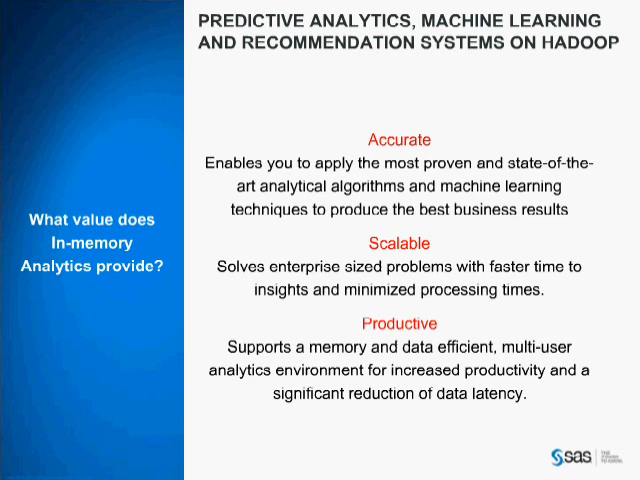 PREDICTIVE ANALYTICS, MACHINE LEARNING
AND RECOMMENDATION SYSTEMS ON HADOOP
What value does
In-memory
Analytics provide?
Accurate
Enables you to apply the most proven and state-of-the-
art analytical algorithms and machine learning
techniques to produce the best business results
Scalable
Solves enterprise sized problems with faster time to
insights and minimized processing times.
Productive
Supports a memory and data efficient, multi-user
analytics environment for increased productivity and a
significant reduction of data latency.
sas